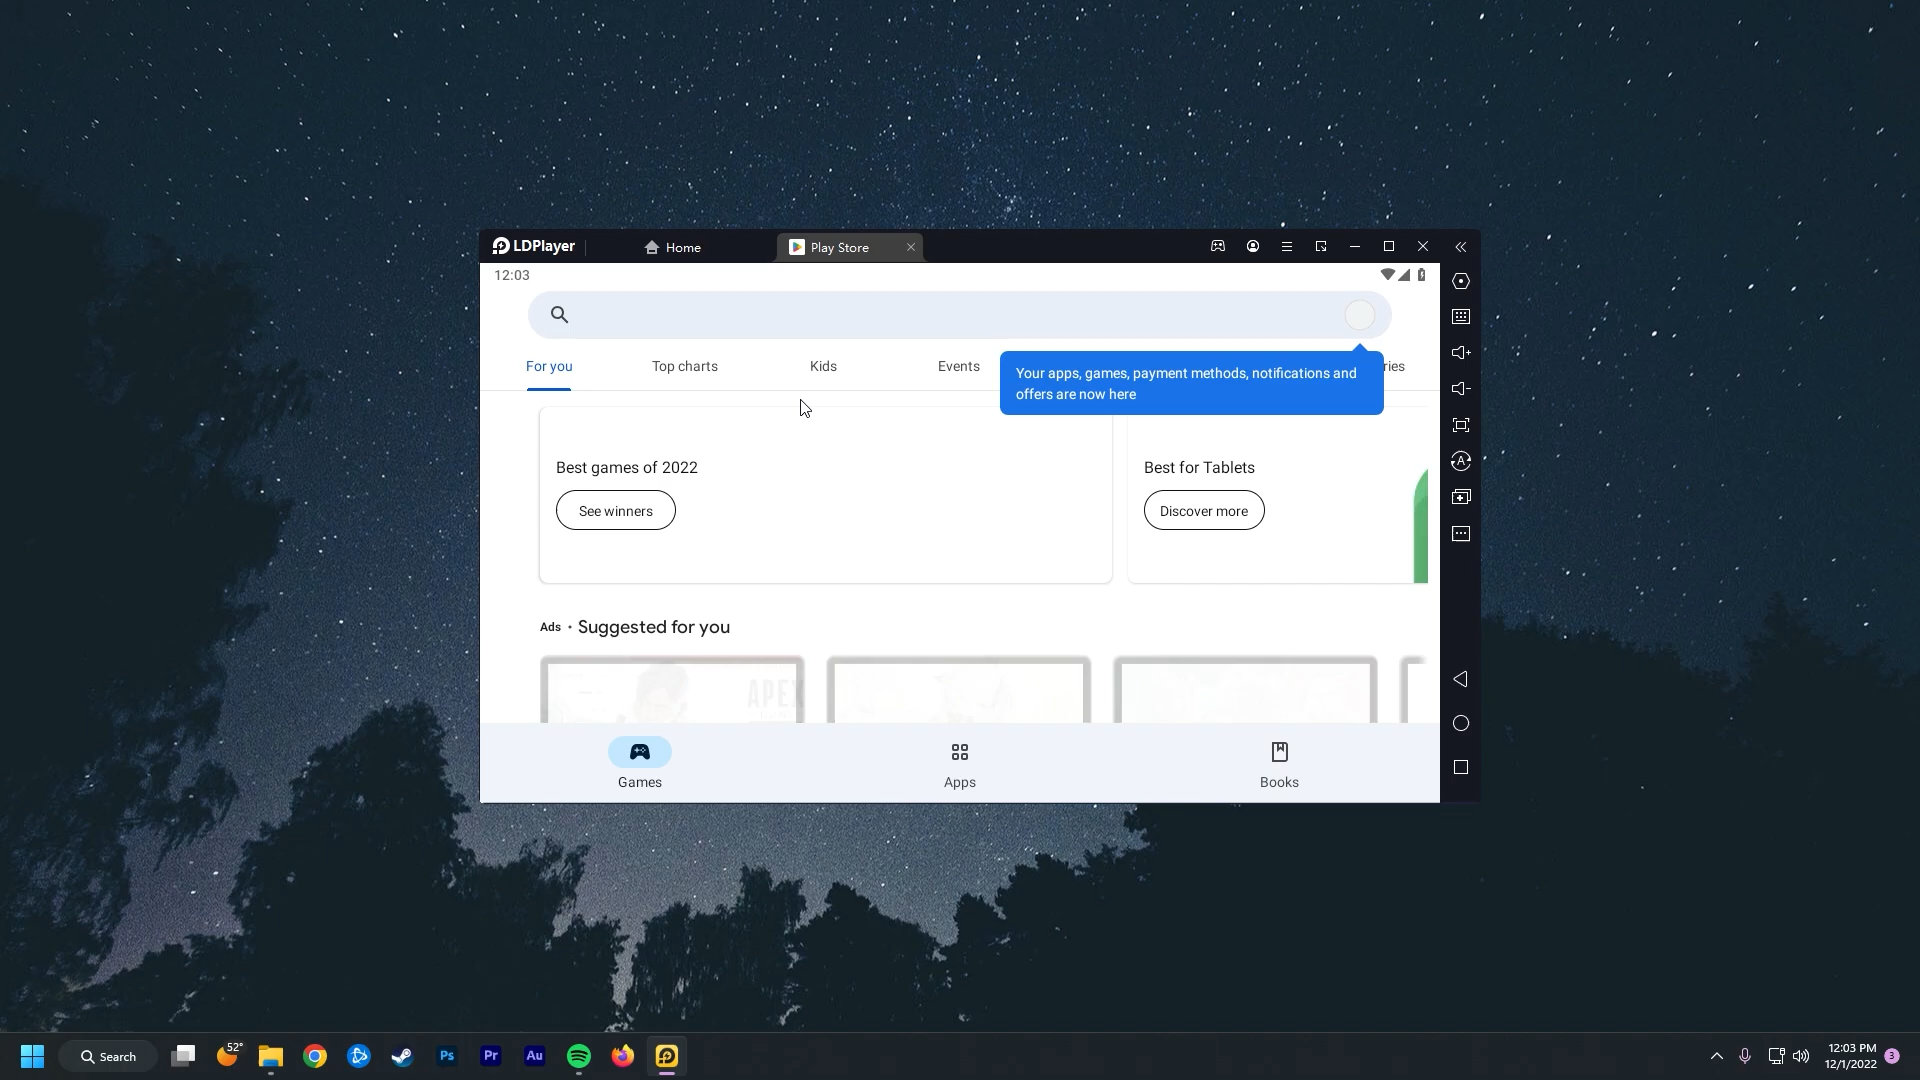 LDPlayer
Home
Play Store
12:03
For you
Top charts
Kids
Events
ries
Your apps, games, payment methods, notifications and
offers are now here
Best games of 2022
See winners
Best for Tablets
Discover more
Ads • Suggested for you
APEX
Games
Apps
Books
52°
Search
Ps
Pr
Au
12:03 PM
12/1/2022
3